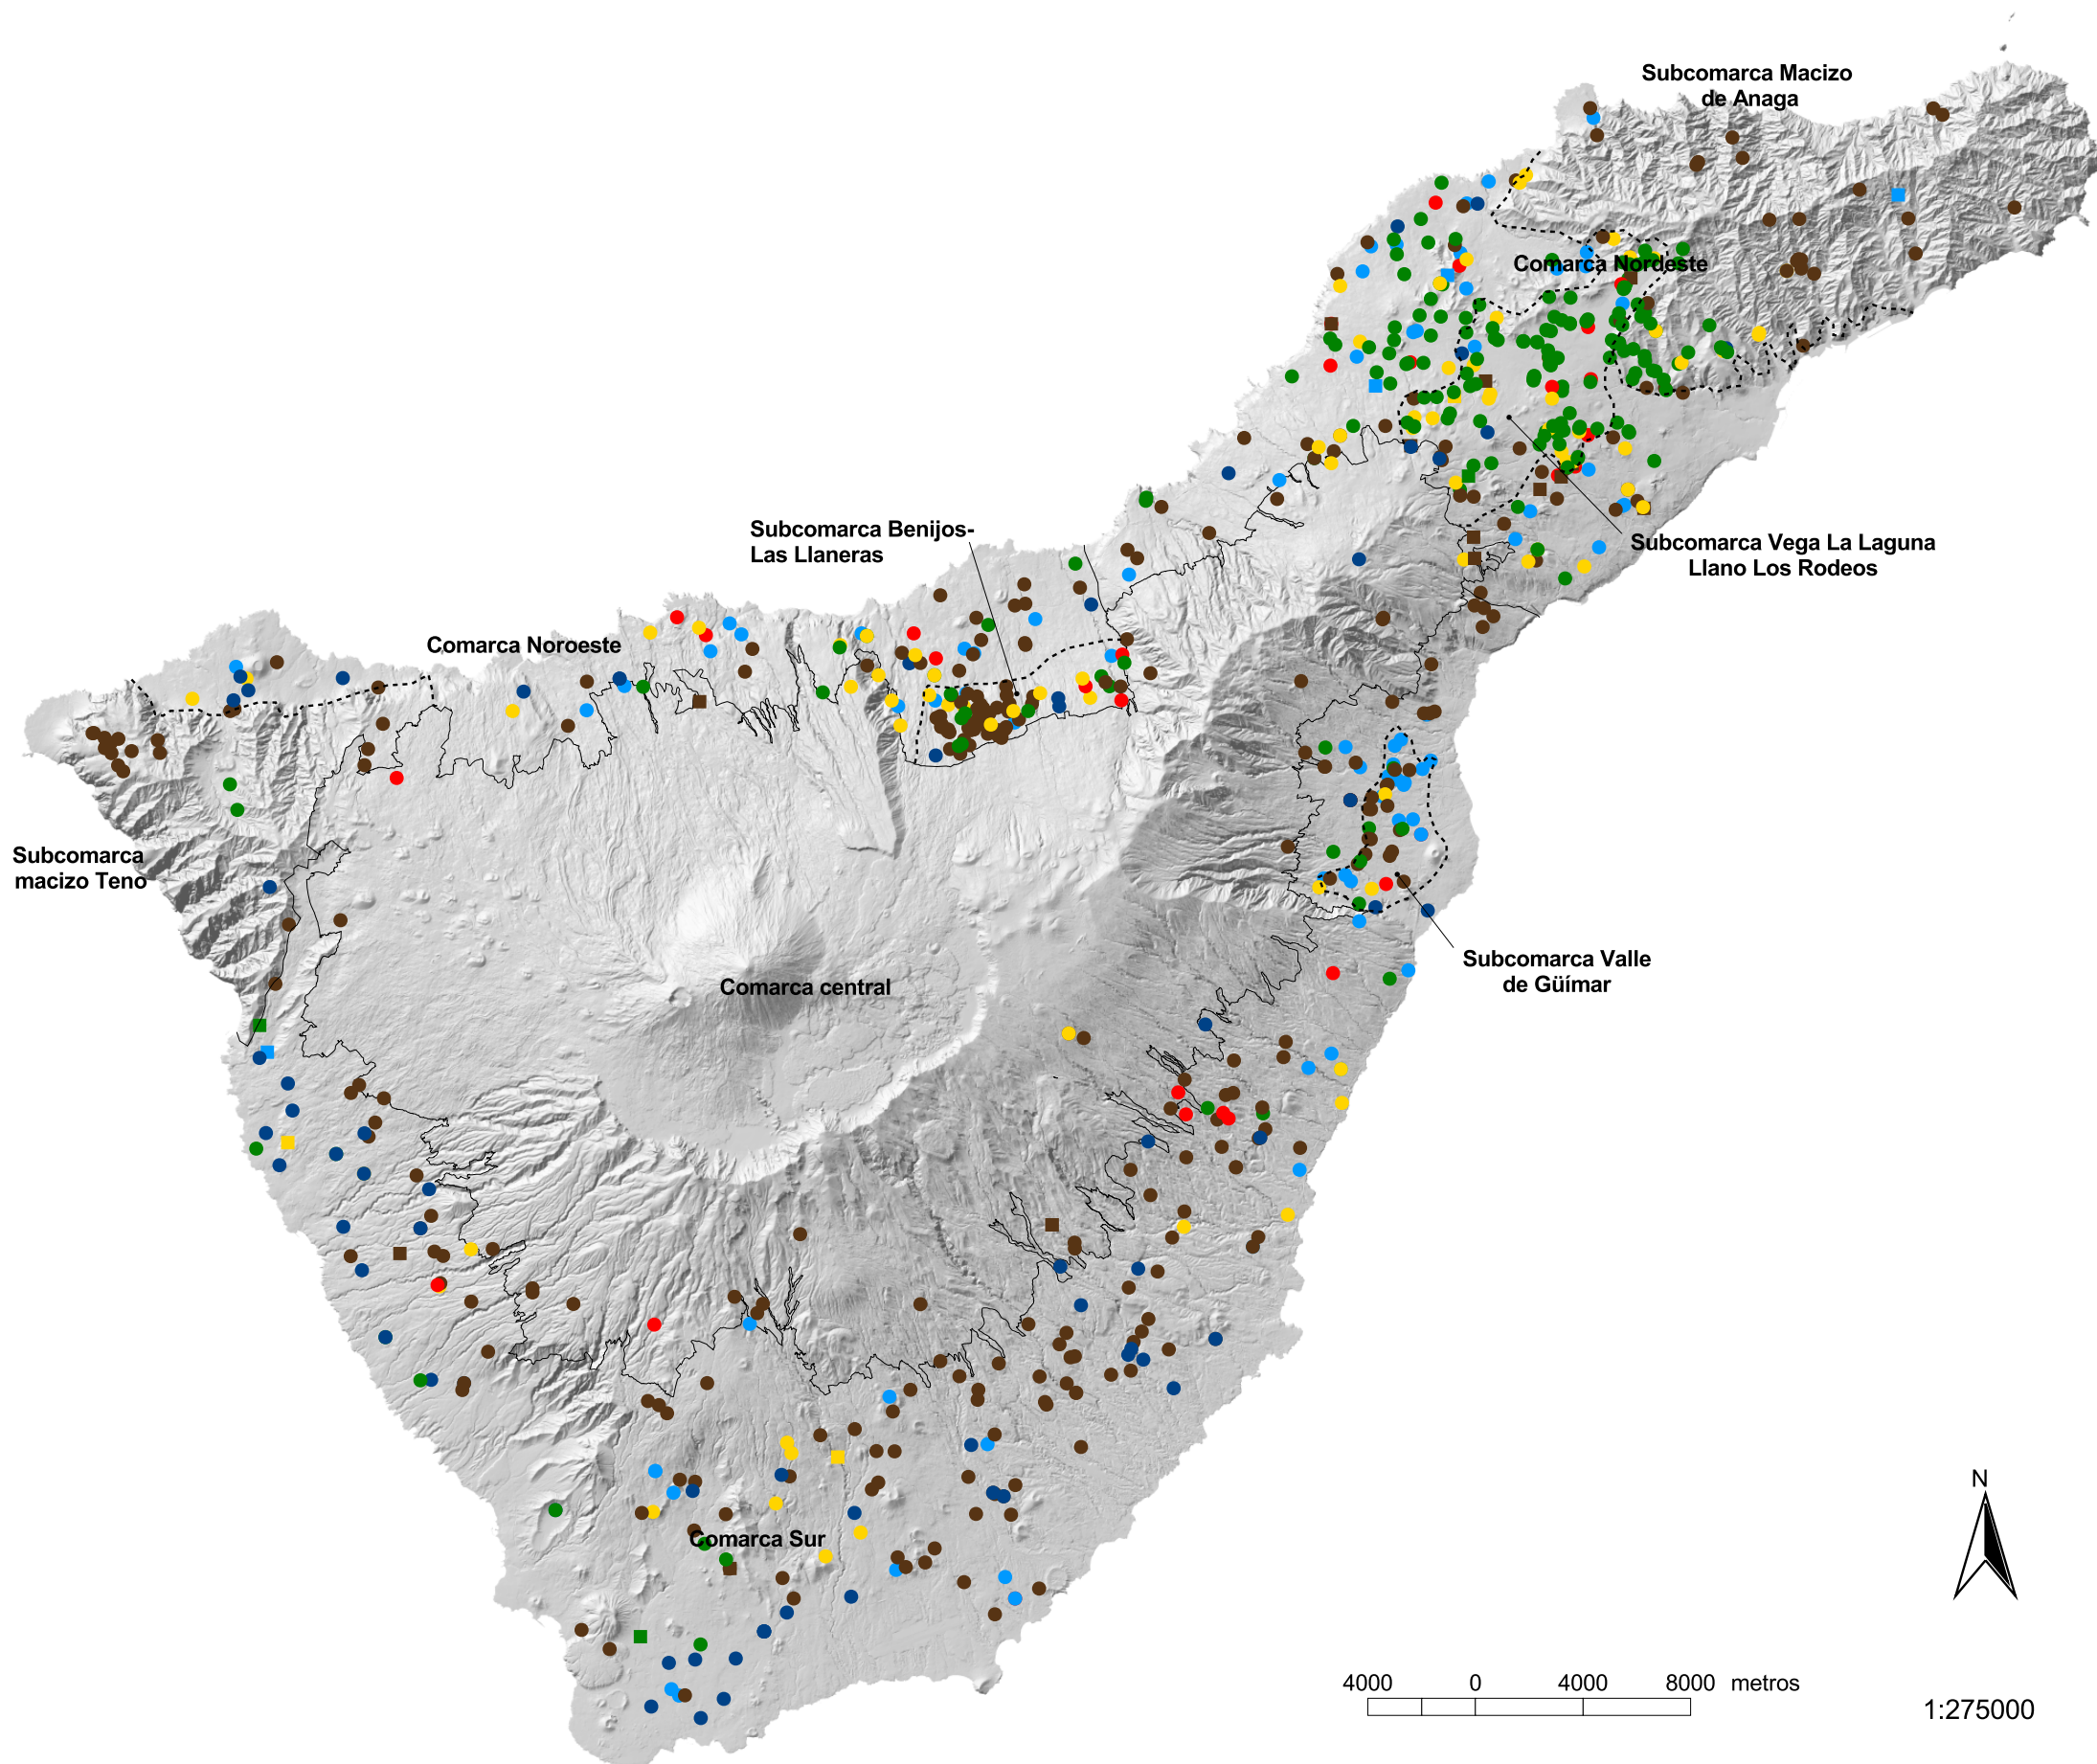 Subcomarca Macizo
de Anaga
Comarca Nordeste
Subcomarca Benijos-
Las Llaneras
Subcomarca Vega La Laguna
Llano Los Rodeos
Comarca Noroeste
Subcomarca
macizo Teno
Subcomarca Valle
de Güímar
Comarca central
N
Comarca Sur
4000 0 4000 8000 metros
1:275000